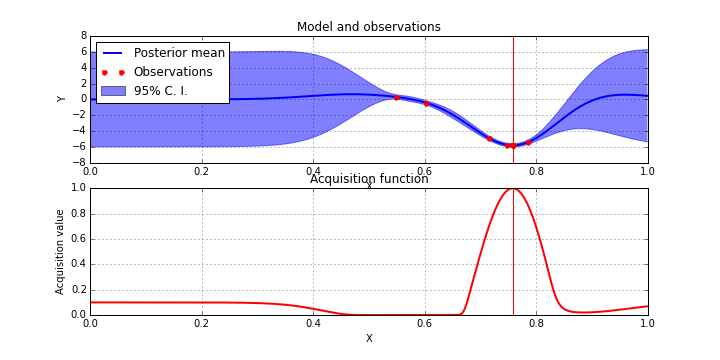 Model and observations
8
6
4
2
0
−2
−4
−6
−8
Y
Posterior mean
Observations
95% C. I.
0.0 0.2 0.4 0.6 0.8 1.0
X
Acquisition function
1.0
0.8
0.6
0.4
0.2
0.0
Acquisition value
0.0 0.2 0.4 0.6 0.8 1.0
X